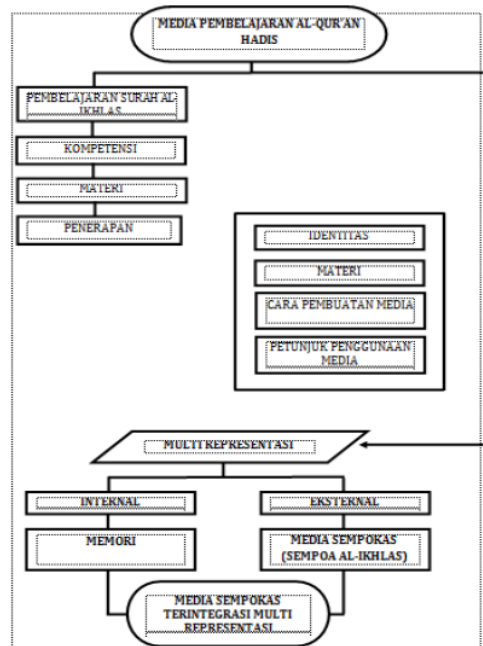 MEDIA PEMBELAJARAN AL-QUR'AN
HADIS
PEMBELAJARAN SURAH AL-
IKHLAS
KOMPETENSI
MATERI
PENERAPAN
IDENTITAS
MATERI
CARA PEMBUATAN MEDIA
PETUNJUK PENGGUNAAN
MEDIA
MULTI REPRESENTASI
INTERNAL
EKSTERNAL
MEMORI
MEDIA SEMPOKAS
(SEMPOA AL-IKHLAS)
MEDIA SEMPOKAS
TERINTEGRASI MULTI
REPRESENTASI